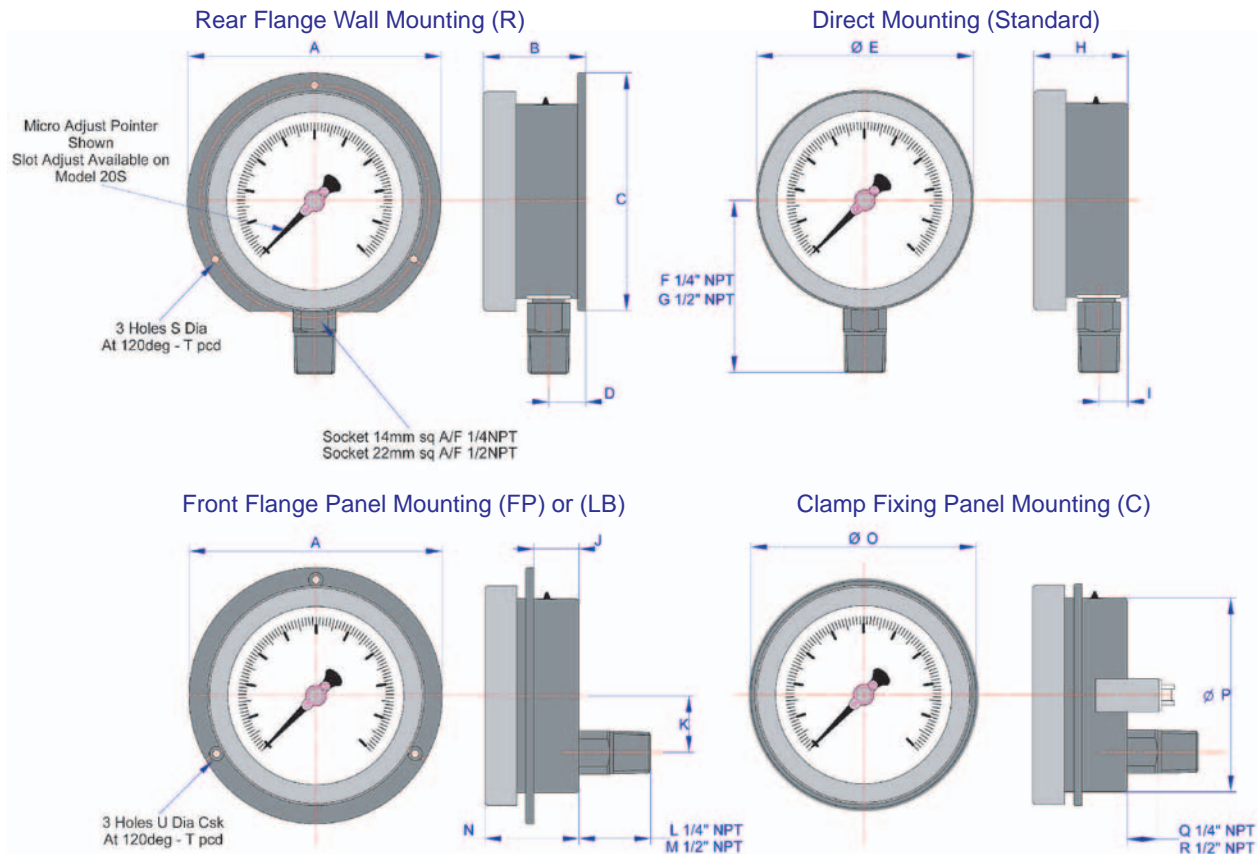 Rear Flange Wall Mounting (R)
A
B
C
D
Micro Adjust Pointer
Shown
Slot Adjust Available on
Model 20S
3 Holes S Dia
At 120deg - T pcd
Socket 14mm sq A/F 1/4NPT
Socket 22mm sq A/F 1/2NPT
Direct Mounting (Standard)
Ø E
H
F 1/4" NPT
G 1/2" NPT
I
Front Flange Panel Mounting (FP) or (LB)
A
J
K
3 Holes U Dia Csk
At 120deg - T pcd
N
L 1/4" NPT
M 1/2" NPT
Clamp Fixing Panel Mounting (C)
Ø O
Ø P
Q 1/4" NPT
R 1/2" NPT